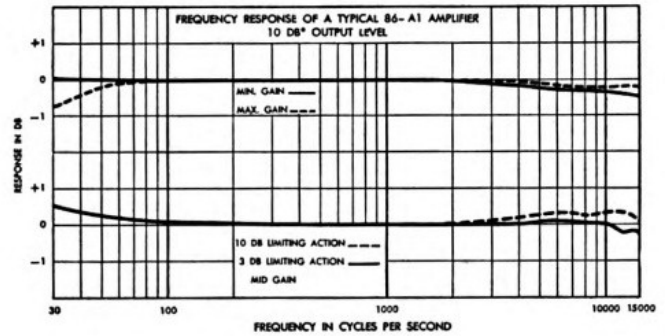 FREQUENCY RESPONSE OF A TYPICAL 86-A1 AMPLIFIER
10 DB* OUTPUT LEVEL
+1
0
-1
MIN. GAIN
MAX. GAIN
RESPONSE IN DB
+1
0
-1
10 DB LIMITING ACTION
3 DB LIMITING ACTION
MID GAIN
30 100 1000 10000 15000
FREQUENCY IN CYCLES PER SECOND